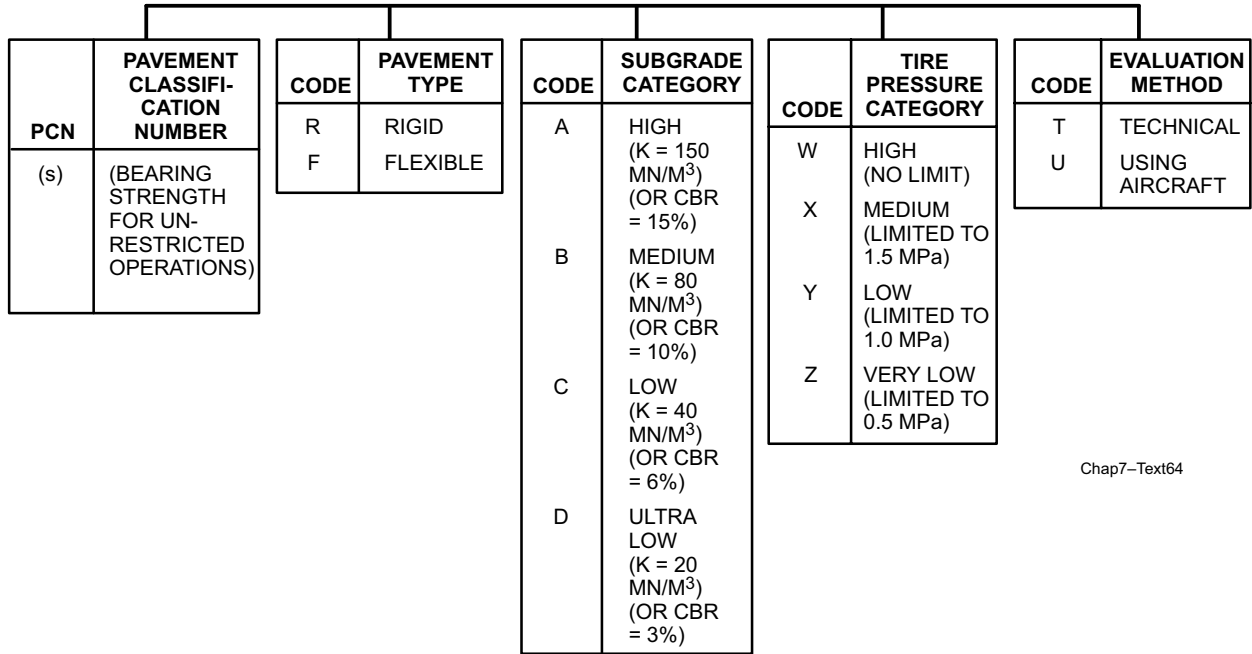 PCN
PAVEMENT
CLASSIFI-
CATION
NUMBER
(s)
(BEARING
STRENGTH
FOR UN-
RESTRICTED
OPERATIONS)
CODE
PAVEMENT
TYPE
R RIGID
F FLEXIBLE
CODE
SUBGRADE
CATEGORY
A HIGH
(K = 150
MN/M³)
(OR CBR
= 15%)
B MEDIUM
(K = 80
MN/M³)
(OR CBR
= 10%)
C LOW
(K = 40
MN/M³)
(OR CBR
= 6%)
D ULTRA
LOW
(K = 20
MN/M³)
(OR CBR
= 3%)
CODE
TIRE
PRESSURE
CATEGORY
W HIGH
(NO LIMIT)
X MEDIUM
(LIMITED TO
1.5 MPa)
Y LOW
(LIMITED TO
1.0 MPa)
Z VERY LOW
(LIMITED TO
0.5 MPa)
CODE
EVALUATION
METHOD
T TECHNICAL
U USING
AIRCRAFT
Chap7–Text64